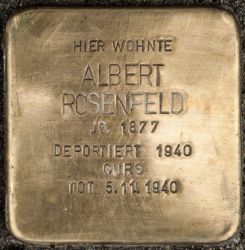 HIER WOHNTE
ALBERT
ROSENFELD
JG. 1877
DEPORTIERT 1940
GURS
TOT 5.11.1940